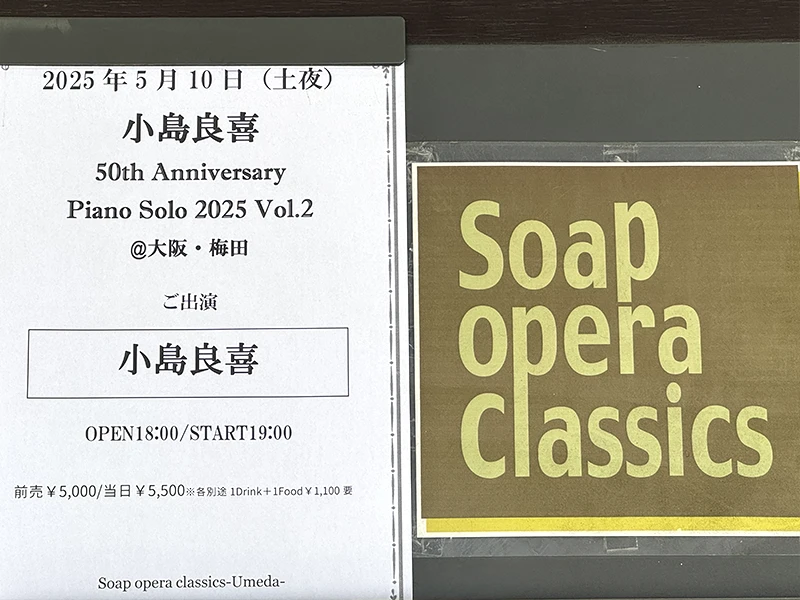 2025年5月10日（土夜）
小島良喜
50th Anniversary
Piano Solo 2025 Vol.2
@大阪・梅田
ご出演
小島良喜
OPEN18:00/START19:00
前売￥5,000/当日￥5,500※各別途 1Drink＋1Food￥1,100 要
Soap opera classics-Umeda-
Soap
opera
classics